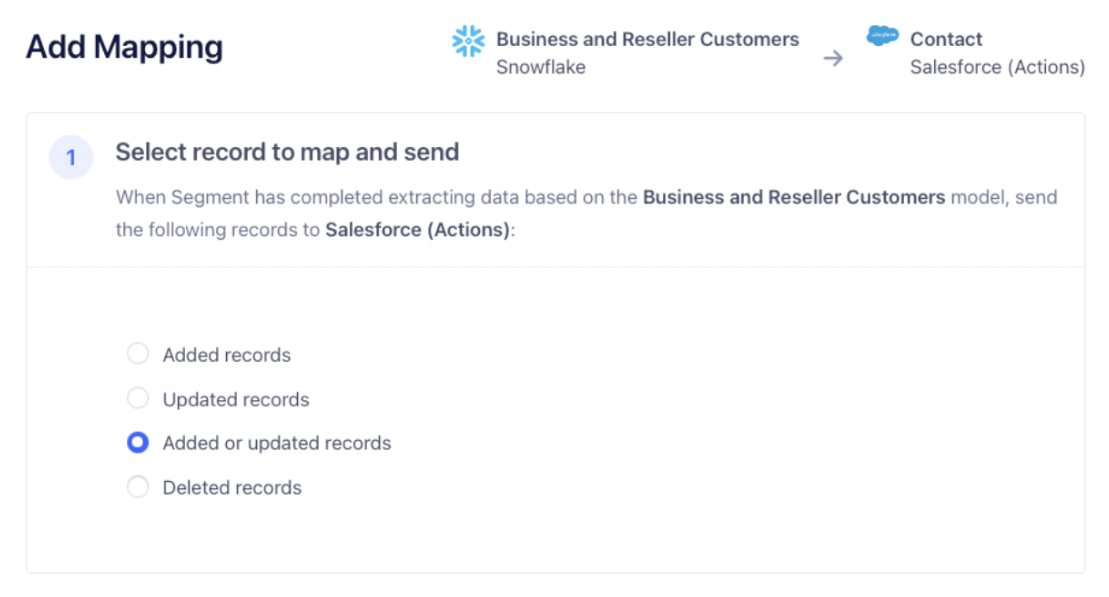 Add Mapping
Business and Reseller Customers
Snowflake
→
salesforce
Contact
Salesforce (Actions)
1
Select record to map and send
When Segment has completed extracting data based on the Business and Reseller Customers model, send
the following records to Salesforce (Actions):
Added records
Updated records
Added or updated records
Deleted records